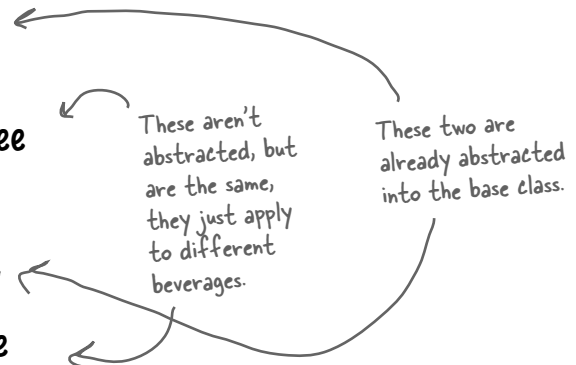 ee
These aren't
abstracted, but
are the same,
they just apply
to different
beverages.
These two are
already abstracted
into the base class.
e